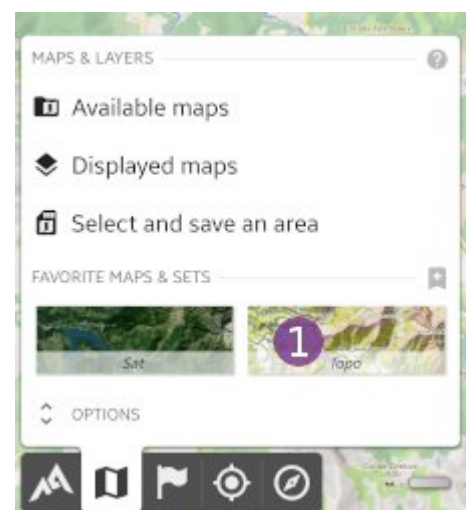 MAPS & LAYERS
Available maps
Displayed maps
Select and save an area
FAVORITE MAPS & SETS
Sat
1
Topo
OPTIONS